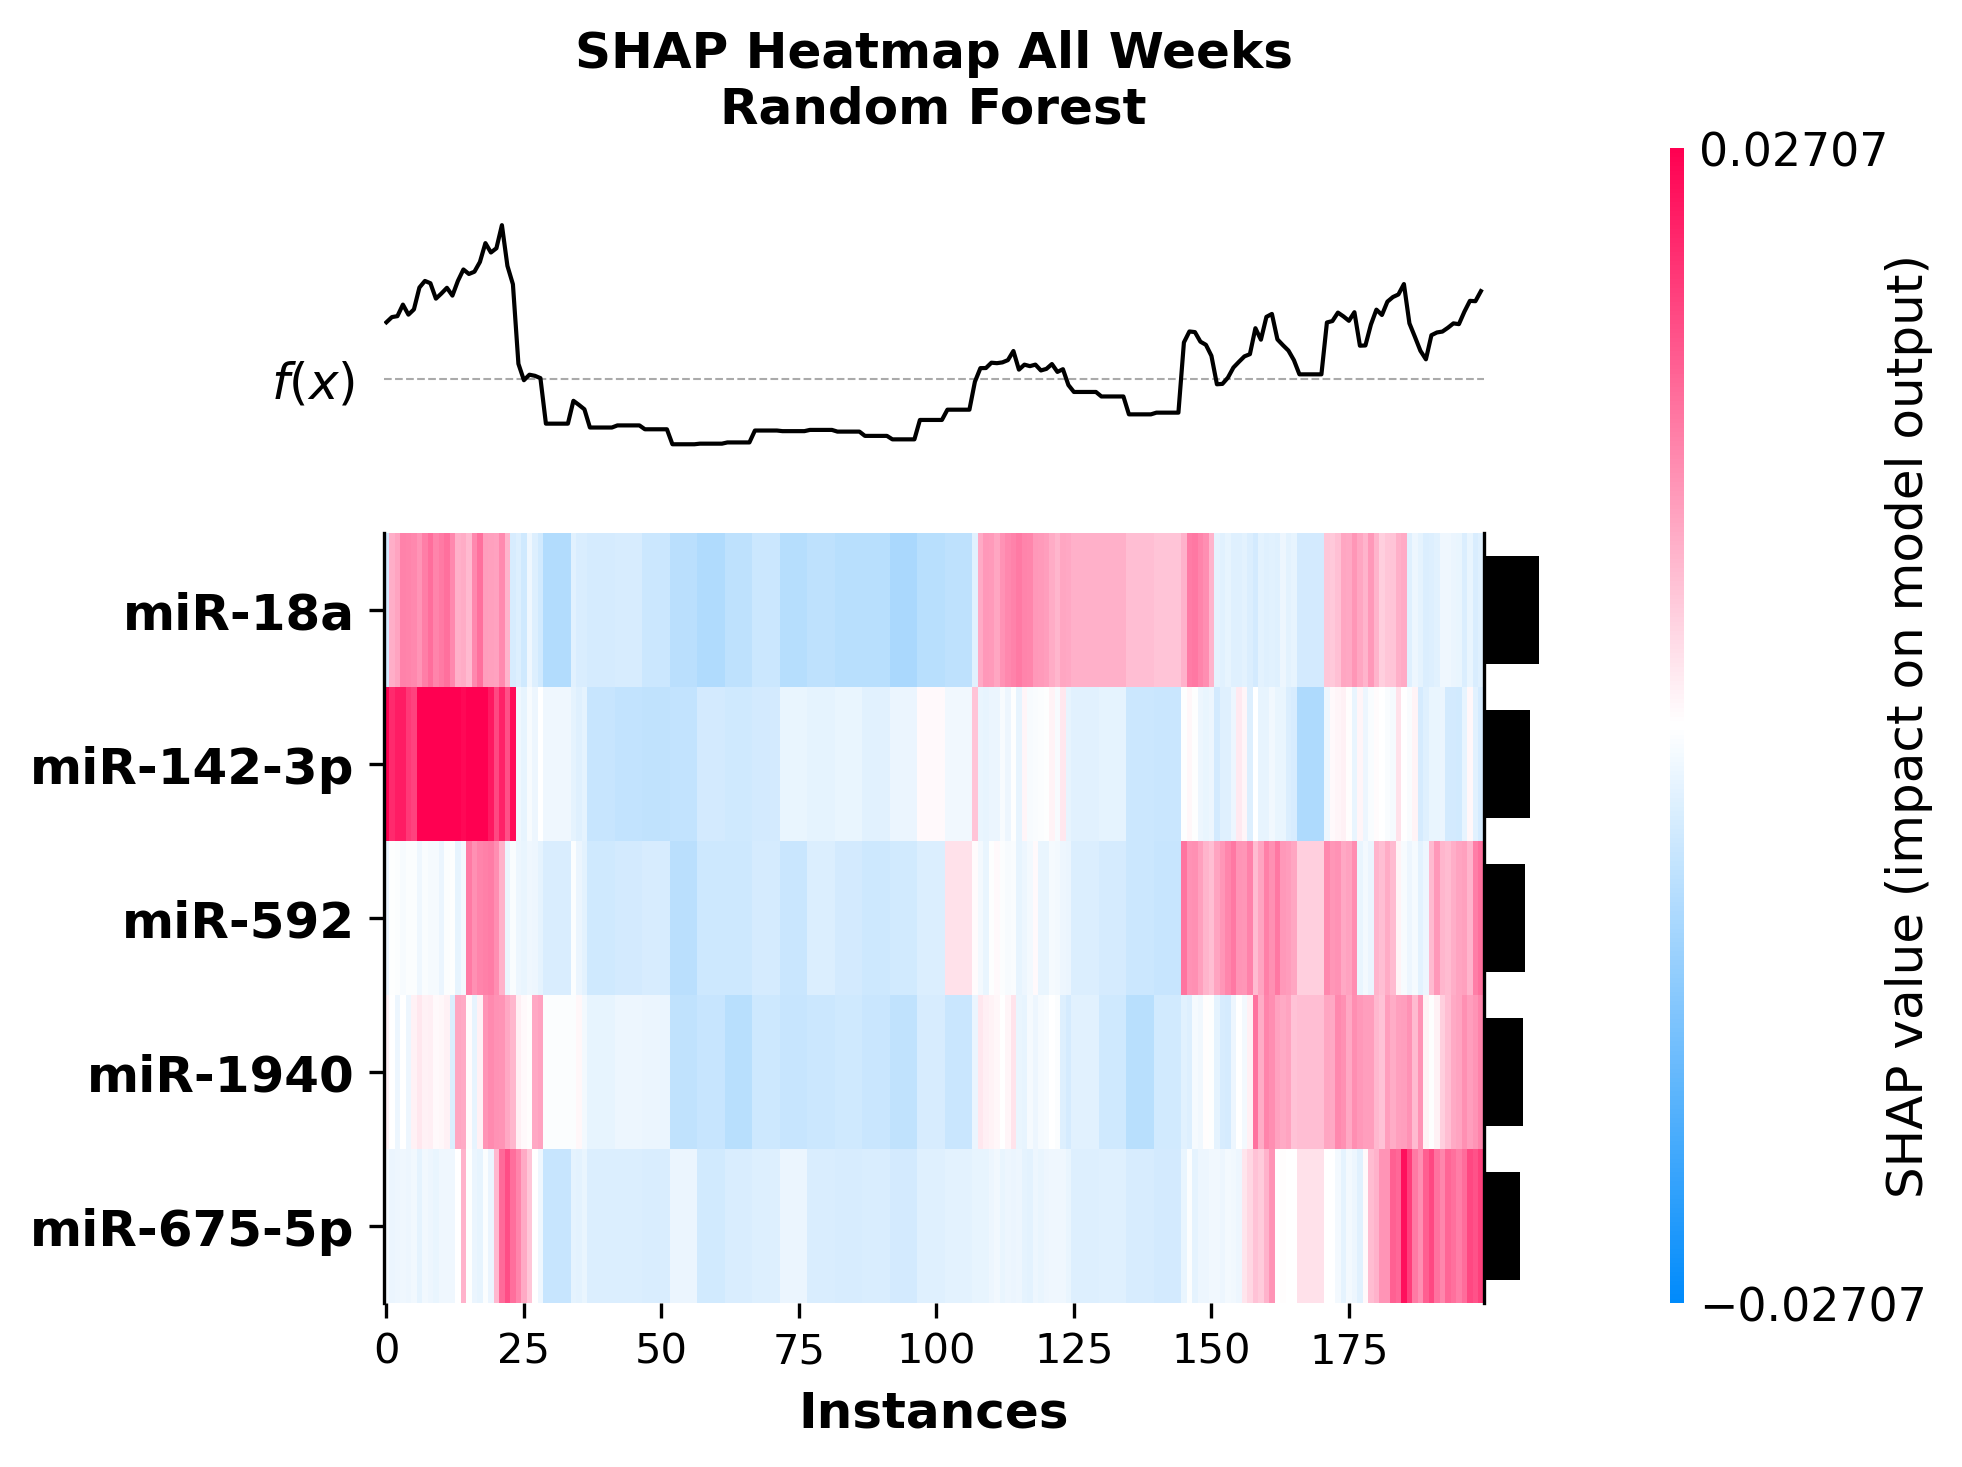 SHAP Heatmap All Weeks
Random Forest
0.02707
f(x)
SHAP value (impact on model output)
miR-18a
miR-142-3p
miR-592
miR-1940
miR-675-5p
−0.02707
0 25 50 75 100 125 150 175
Instances